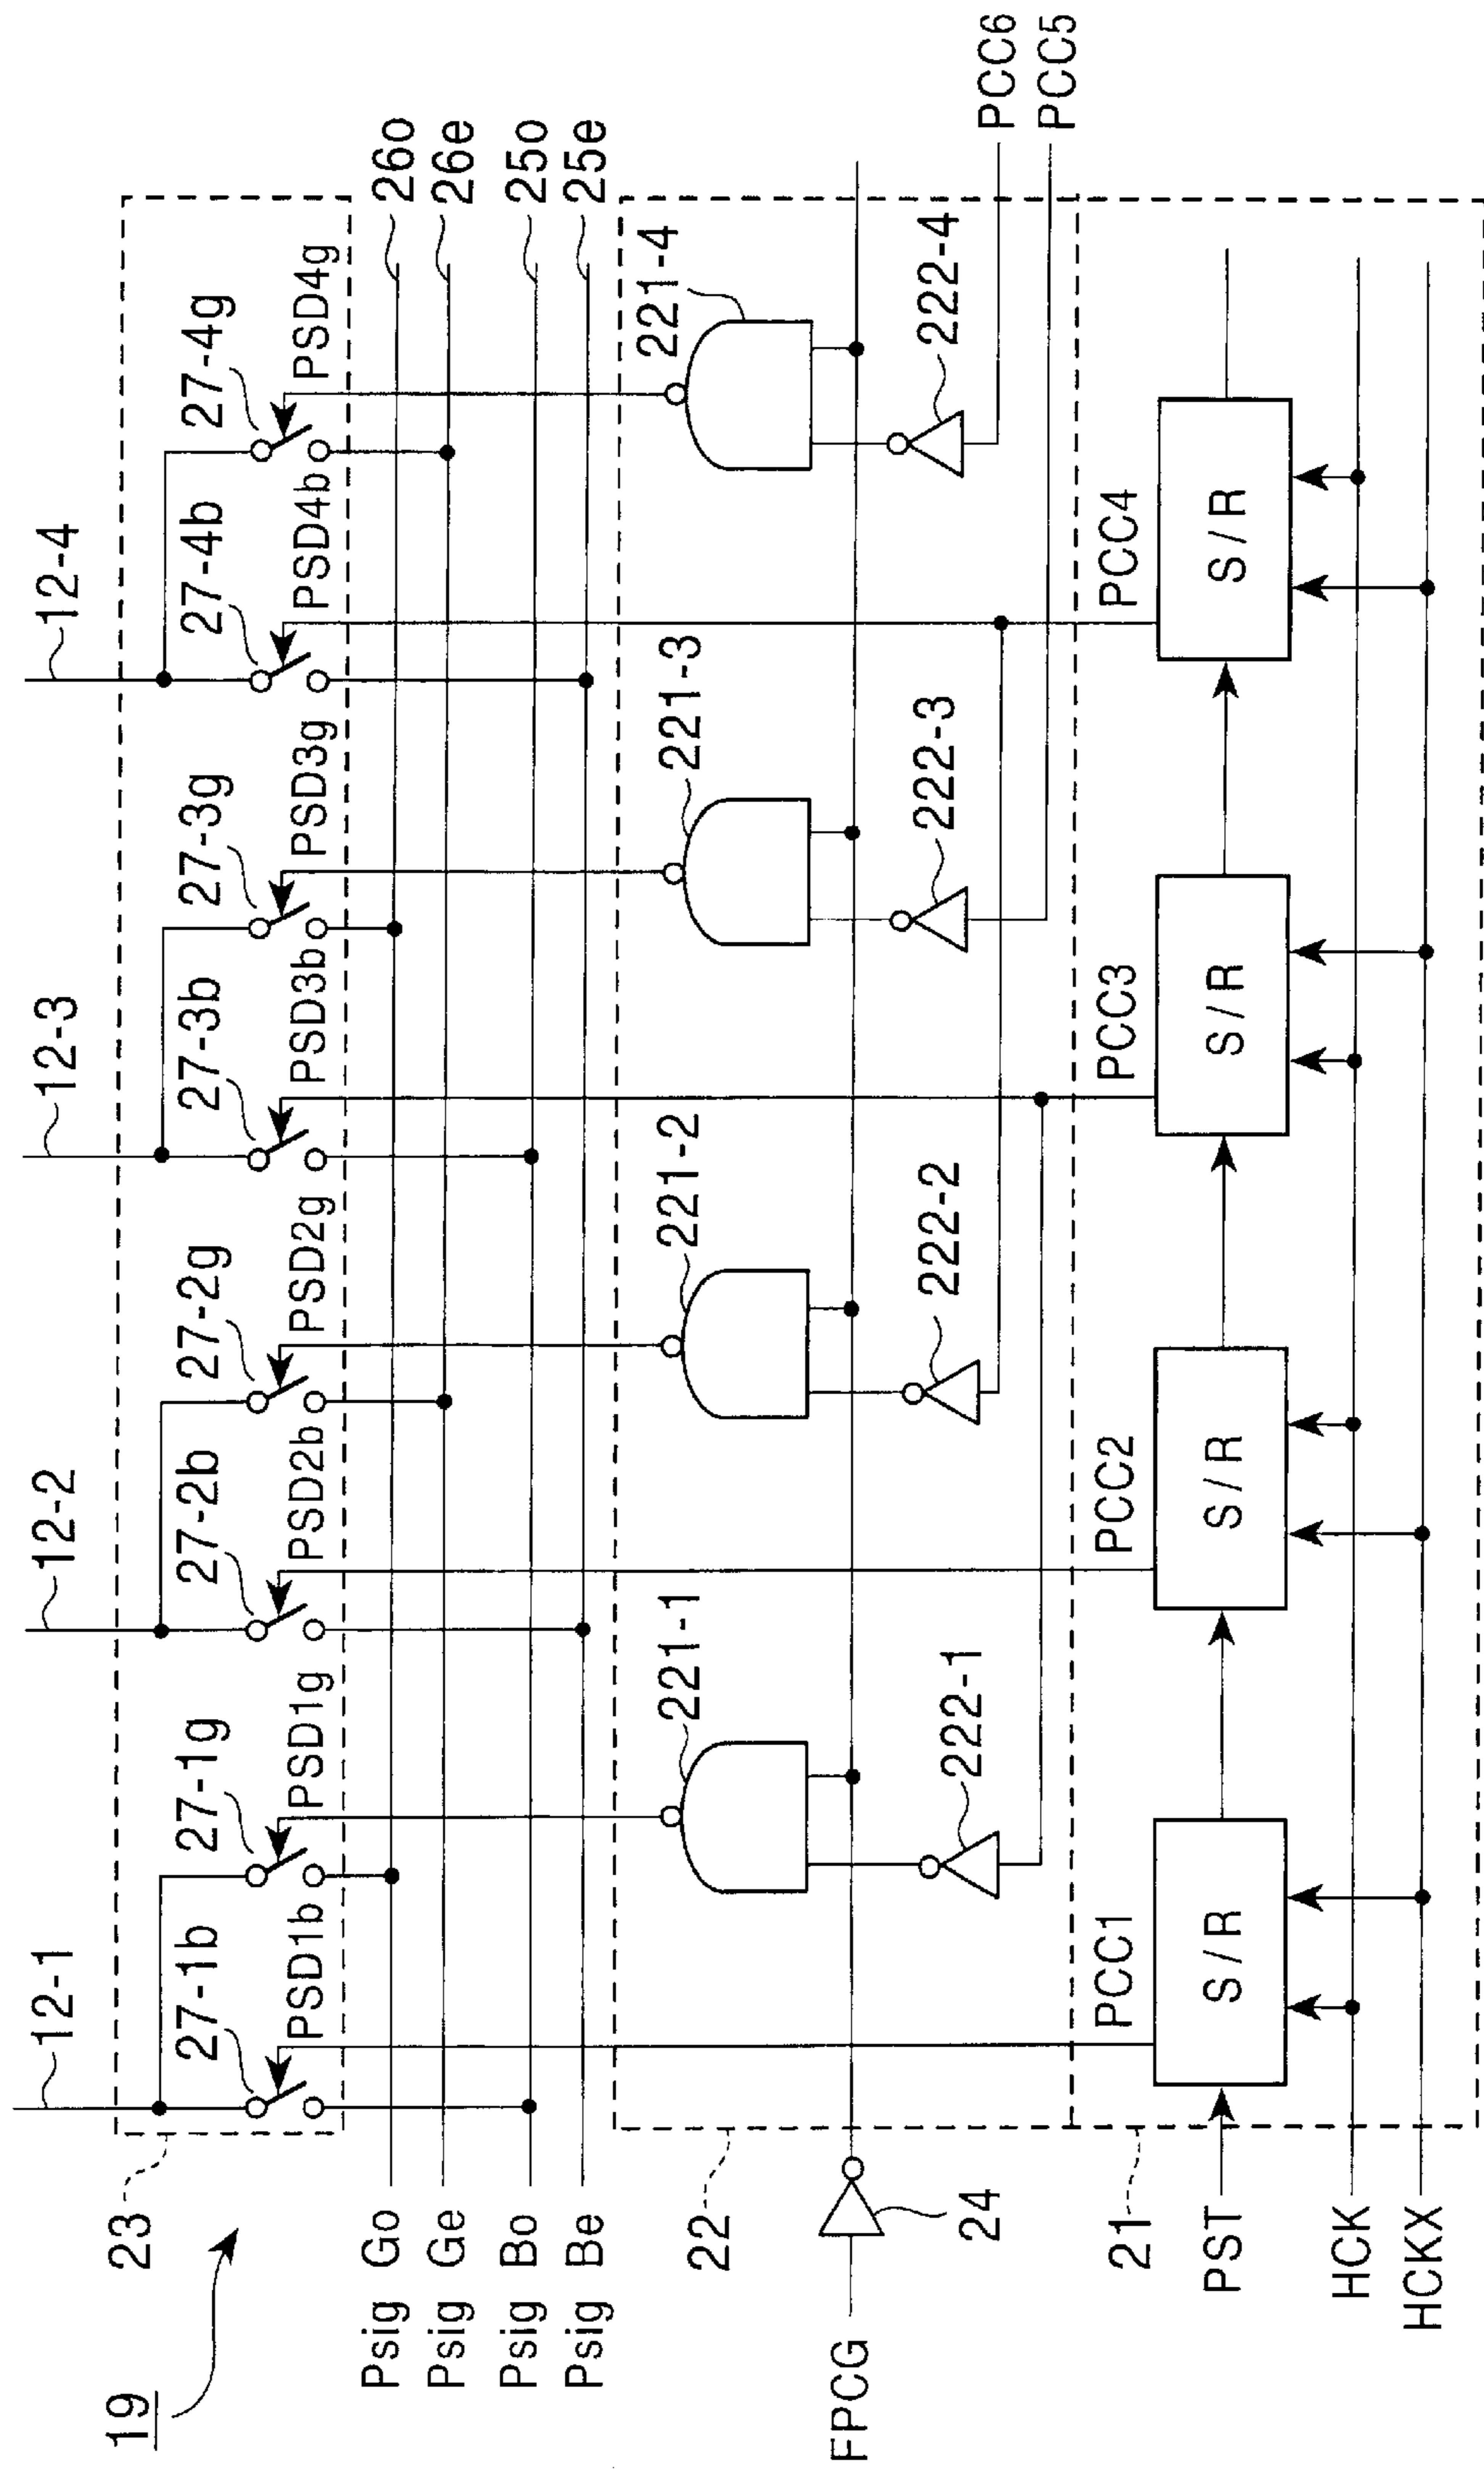 19
23
12-1
12-2
12-3
12-4
27-1b
27-1g
27-2b
27-2g
27-3b
27-3g
27-4b
27-4g
PSD1b
PSD1g
PSD2b
PSD2g
PSD3b
PSD3g
PSD4b
PSD4g
Psig Go
26o
Psig Ge
26e
Psig Bo
25o
Psig Be
25e
22
221-1
221-2
221-3
221-4
FPCG
24
222-1
222-2
222-3
222-4
PCC6
PCC5
21
PCC1
PCC2
PCC3
PCC4
PST
S/R
S/R
S/R
S/R
HCK
HCKX